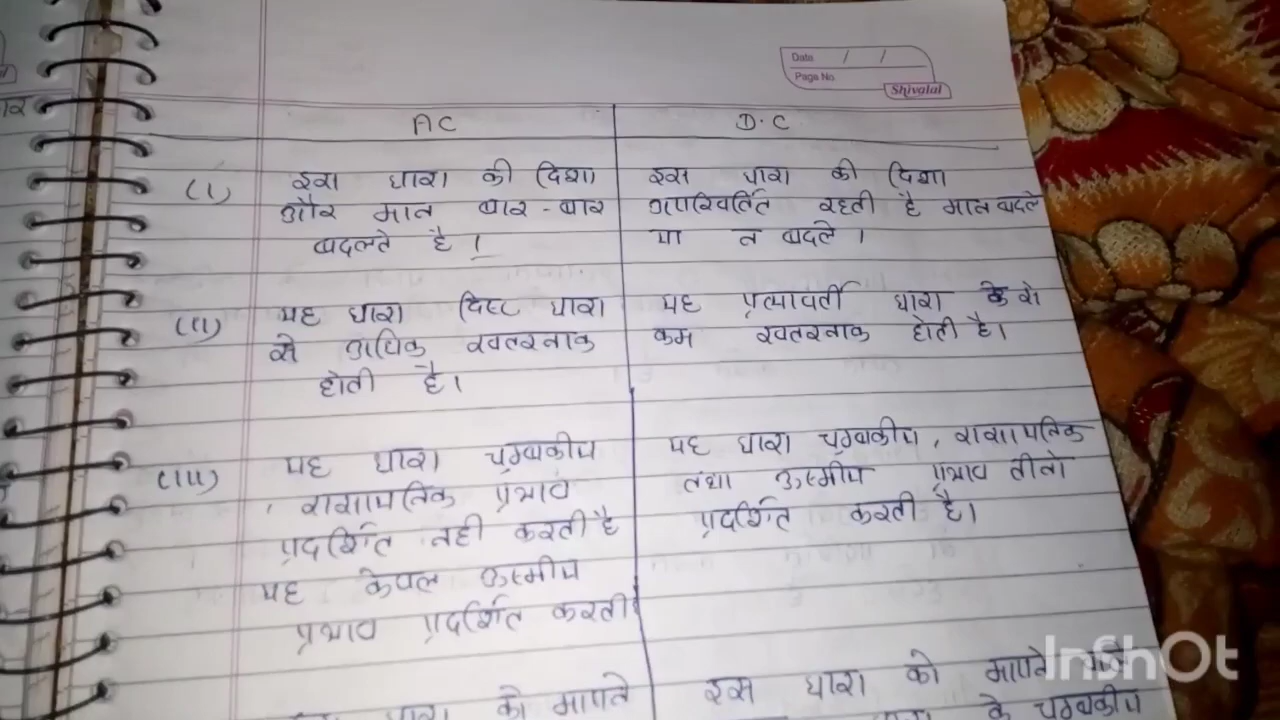 Date / /
Page No.
Shivalal
AC D.C
(I) इस धारा की दिशा इस धारा की दिशा
और मान बार-बार अपरिवर्तित रहती है मान बदले
बदलते है। या न बदले।
(II) यह धारा दिष्ट धारा यह प्रत्यावर्ती धारा से
से अधिक खतरनाक कम खतरनाक होती है।
होती है।
(III) यह धारा चुम्बकीय यह धारा चुम्बकीय, रासायनिक
, रासायनिक प्रभाव तथा ऊष्मीय प्रभाव तीनो
प्रदर्शित नही करती है प्रदर्शित करती है।
यह केवल ऊष्मीय
प्रभाव प्रदर्शित करती
को मापने इस धारा को मापने
के चुम्बकीय
InShot